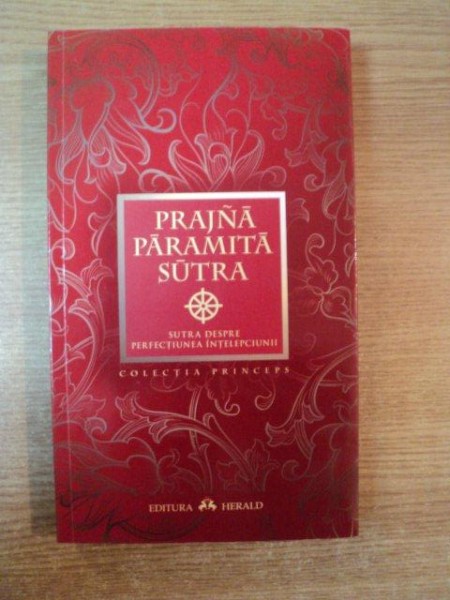 PRAJÑĀ
PĀRAMITĀ
SŪTRA
SUTRA DESPRE
PERFECȚIUNEA ÎNȚELEPCIUNII
COLECȚIA PRINCEPS
EDITURA HERALD